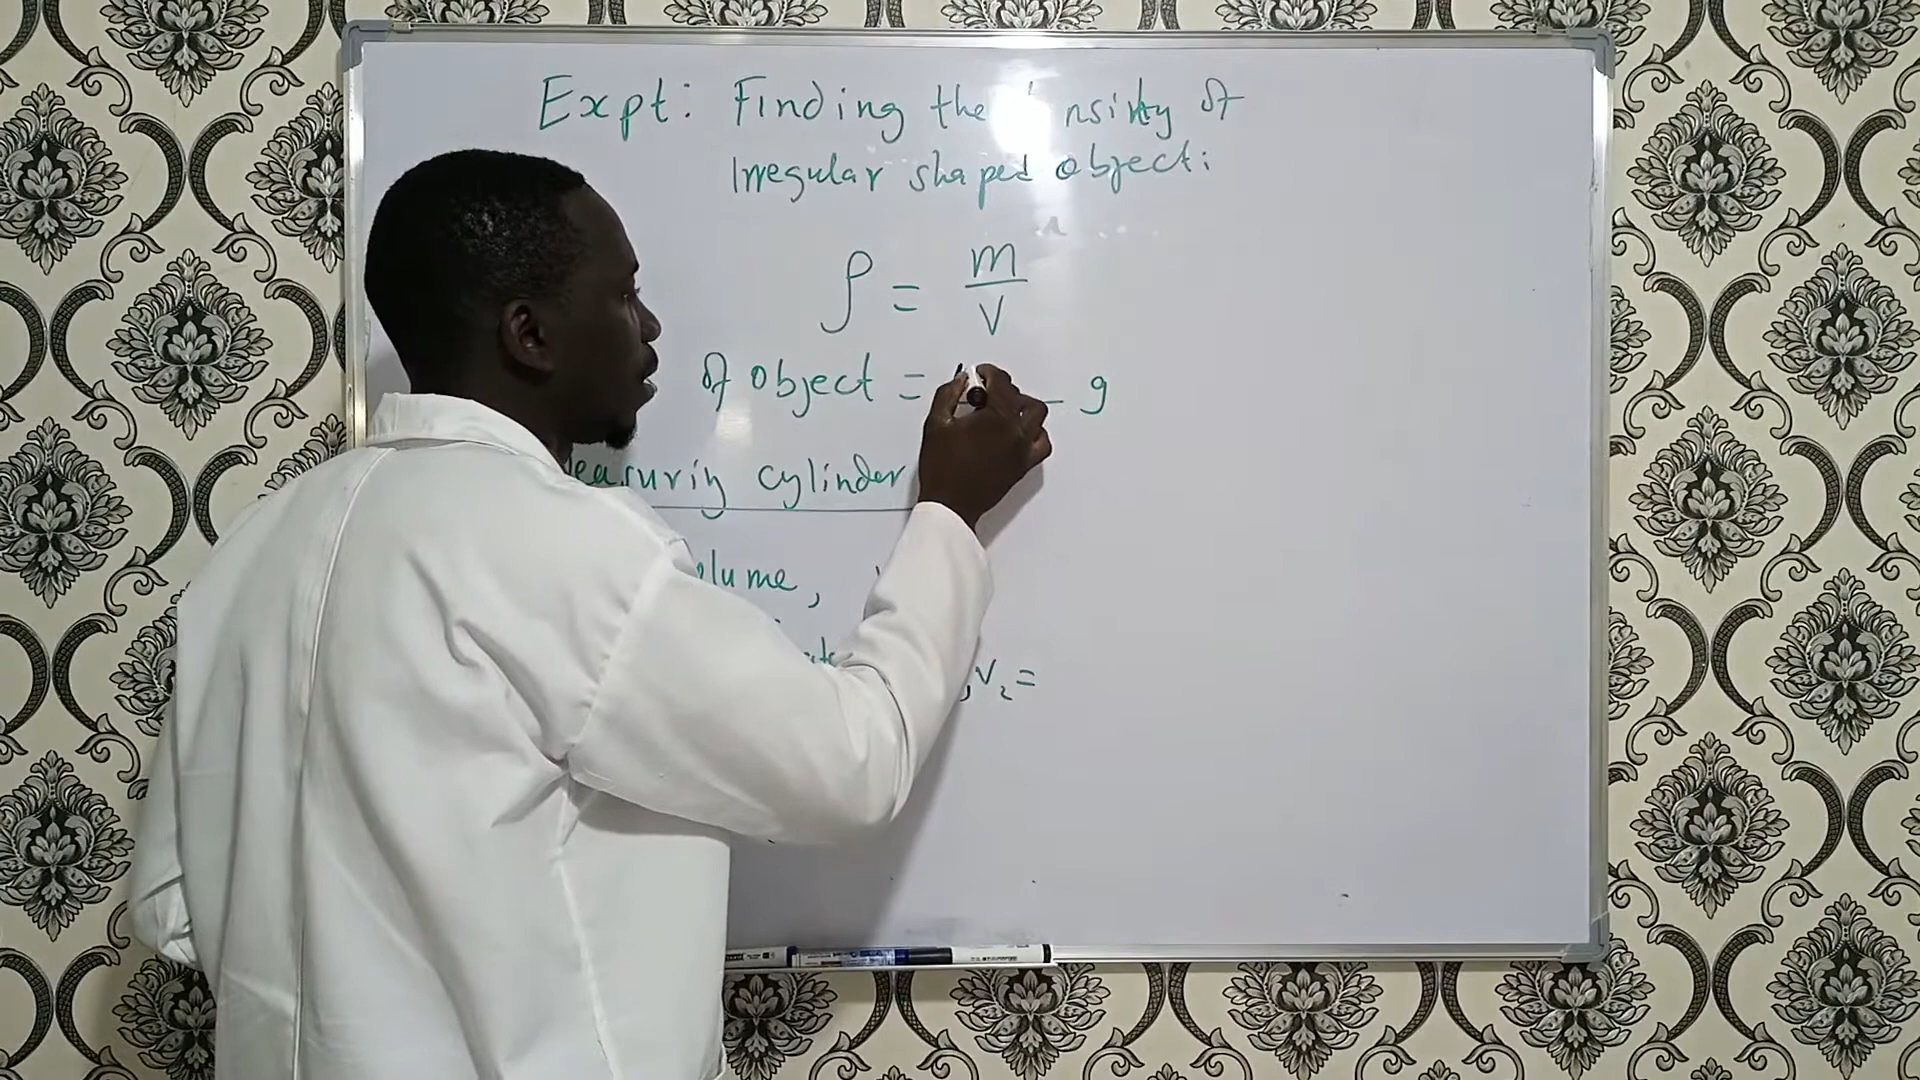 Expt: Finding the density of
Irregular shaped object:
ρ = m/V
of object = ___ g
Measuring cylinder
volume,
, V₂ =